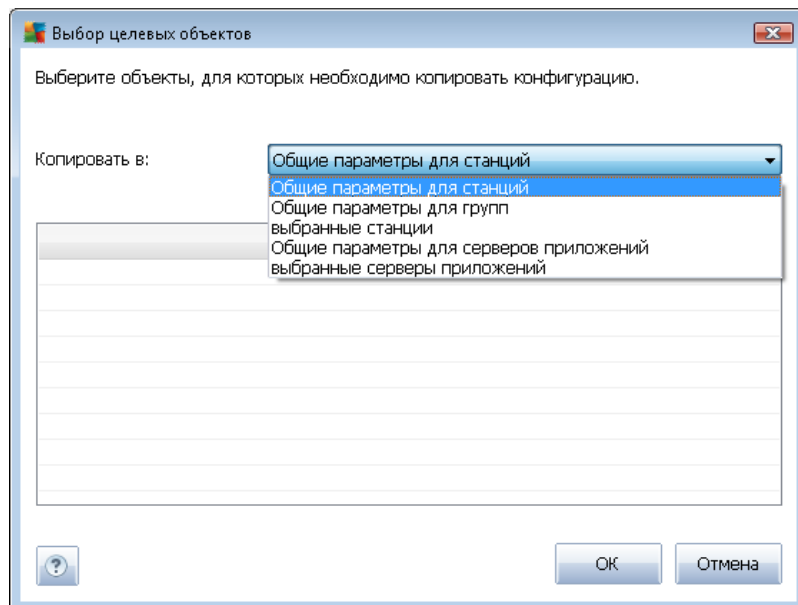 Выбор целевых объектов
Выберите объекты, для которых необходимо копировать конфигурацию.
Копировать в:
Общие параметры для станций
Общие параметры для станций
Общие параметры для групп
выбранные станции
Общие параметры для серверов приложений
выбранные серверы приложений
?
ОК
Отмена